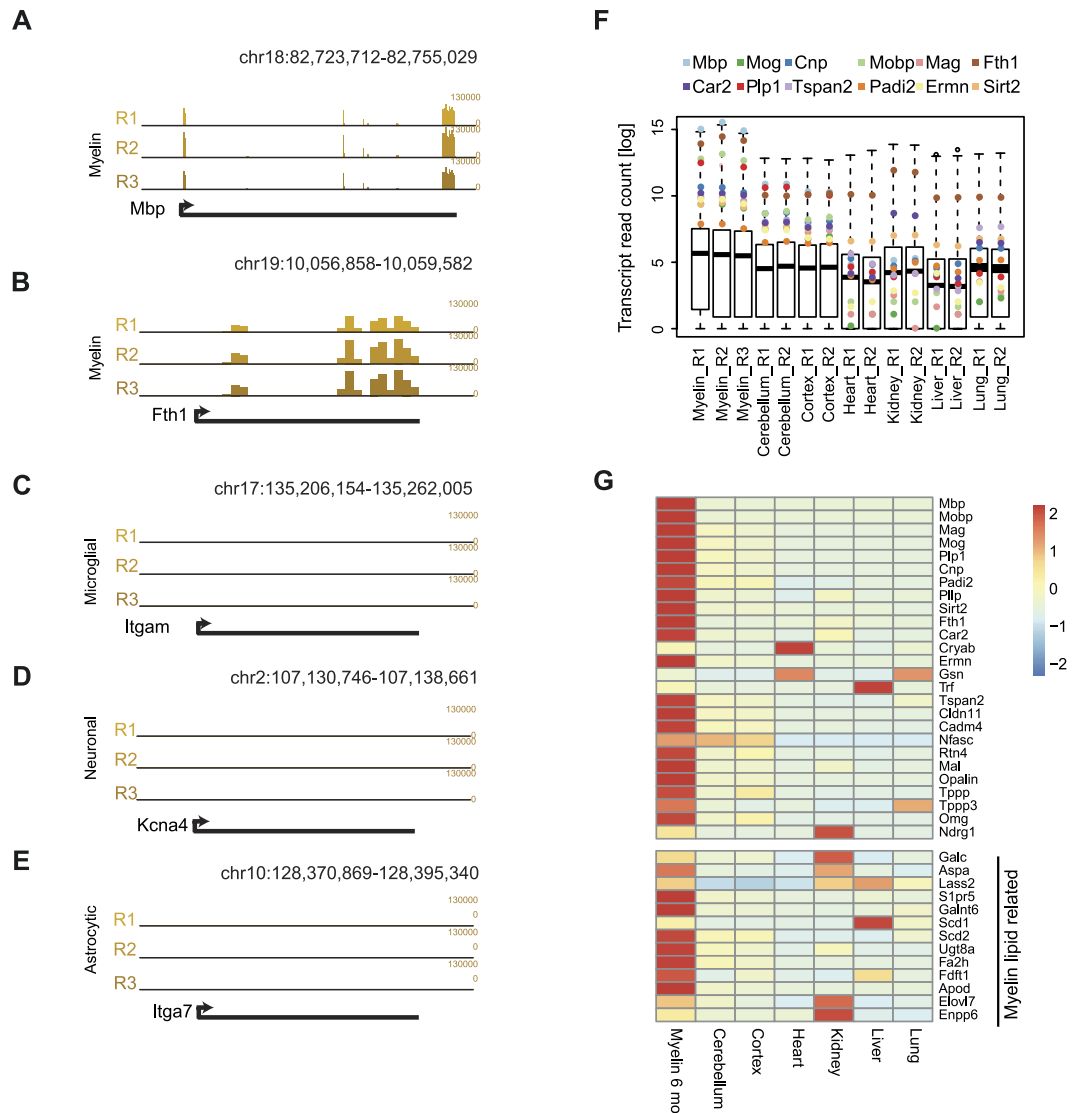 A
chr18:82,723,712-82,755,029
130000
R1
0
130000
R2
0
130000
R3
0
Myelin
Mbp
B
chr19:10,056,858-10,059,582
130000
R1
0
130000
R2
0
130000
R3
0
Myelin
Fth1
C
chr17:135,206,154-135,262,005
130000
R1
0
130000
R2
0
130000
R3
0
Microglial
Itgam
D
chr2:107,130,746-107,138,661
130000
R1
0
130000
R2
0
130000
R3
0
Neuronal
Kcna4
E
chr10:128,370,869-128,395,340
130000
0
R1
130000
0
R2
130000
0
R3
Astrocytic
Itga7
F
Mbp Mog Cnp Mobp Mag Fth1
Car2 Plp1 Tspan2 Padi2 Ermn Sirt2
Transcript read count [log]
15
10
5
0
Myelin_R1
Myelin_R2
Myelin_R3
Cerebellum_R1
Cerebellum_R2
Cortex_R1
Cortex_R2
Heart_R1
Heart_R2
Kidney_R1
Kidney_R2
Liver_R1
Liver_R2
Lung_R1
Lung_R2
G
Mbp
Mobp
Mag
Mog
Plp1
Cnp
Padi2
Pllp
Sirt2
Fth1
Car2
Cryab
Ermn
Gsn
Trf
Tspan2
Cldn11
Cadm4
Nfasc
Rtn4
Mal
Opalin
Tppp
Tppp3
Omg
Ndrg1
Galc
Aspa
Lass2
S1pr5
Galnt6
Scd1
Scd2
Ugt8a
Fa2h
Fdft1
Apod
Elovl7
Enpp6
Myelin lipid related
2
1
0
−1
−2
Myelin 6 mo
Cerebellum
Cortex
Heart
Kidney
Liver
Lung